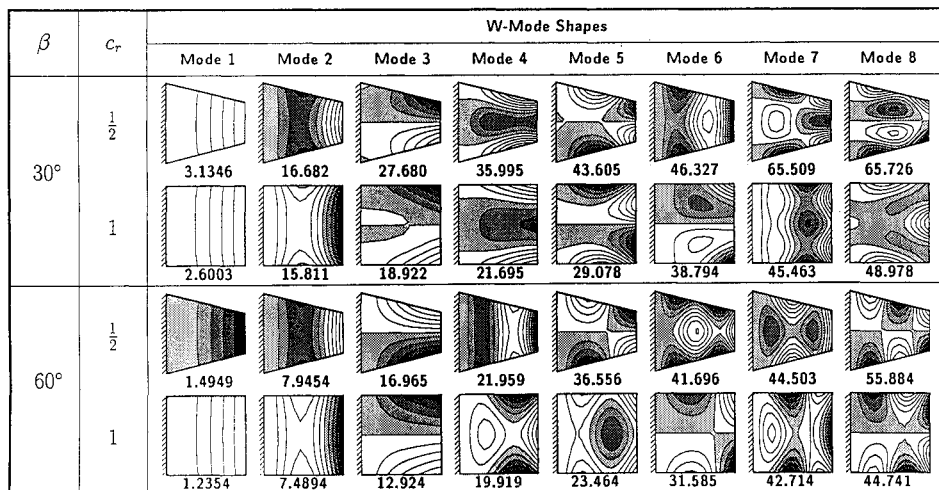 W-Mode Shapes
β c_r Mode 1 Mode 2 Mode 3 Mode 4 Mode 5 Mode 6 Mode 7 Mode 8
30°
1/2
3.1346 16.682 27.680 35.995 43.605 46.327 65.509 65.726
1
2.6003 15.811 18.922 21.695 29.078 38.794 45.463 48.978
60°
1/2
1.4949 7.9454 16.965 21.959 36.556 41.696 44.503 55.884
1
1.2354 7.4894 12.924 19.919 23.464 31.585 42.714 44.741